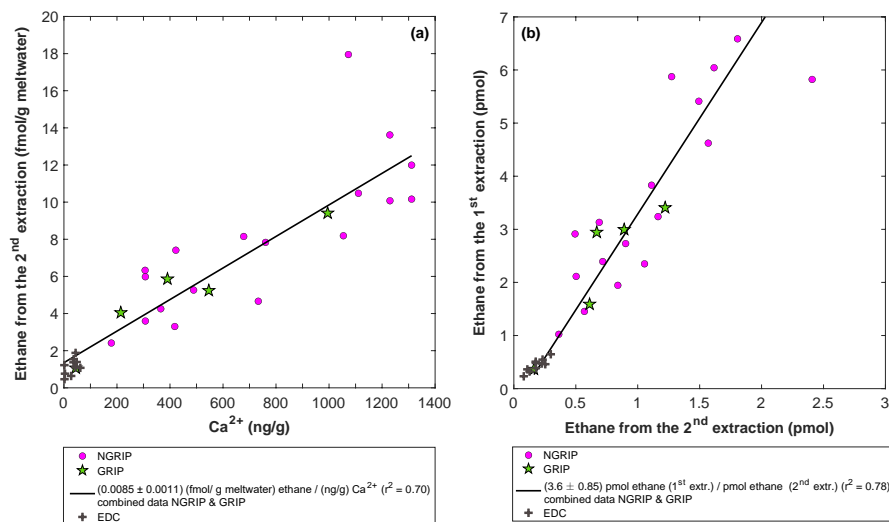 (a)
20
18
16
14
12
10
8
6
4
2
0
Ethane from the 2nd extraction (fmol/g meltwater)
0 200 400 600 800 1000 1200 1400
Ca2+ (ng/g)
NGRIP
GRIP
(0.0085 ± 0.0011) (fmol/ g meltwater) ethane / (ng/g) Ca2+ (r2 = 0.70)
combined data NGRIP & GRIP
EDC
(b)
7
6
5
4
3
2
1
0
Ethane from the 1st extraction (pmol)
0 0.5 1 1.5 2 2.5 3
Ethane from the 2nd extraction (pmol)
NGRIP
GRIP
(3.6 ± 0.85) pmol ethane (1st extr.) / pmol ethane (2nd extr.) (r2 = 0.78)
combined data NGRIP & GRIP
EDC